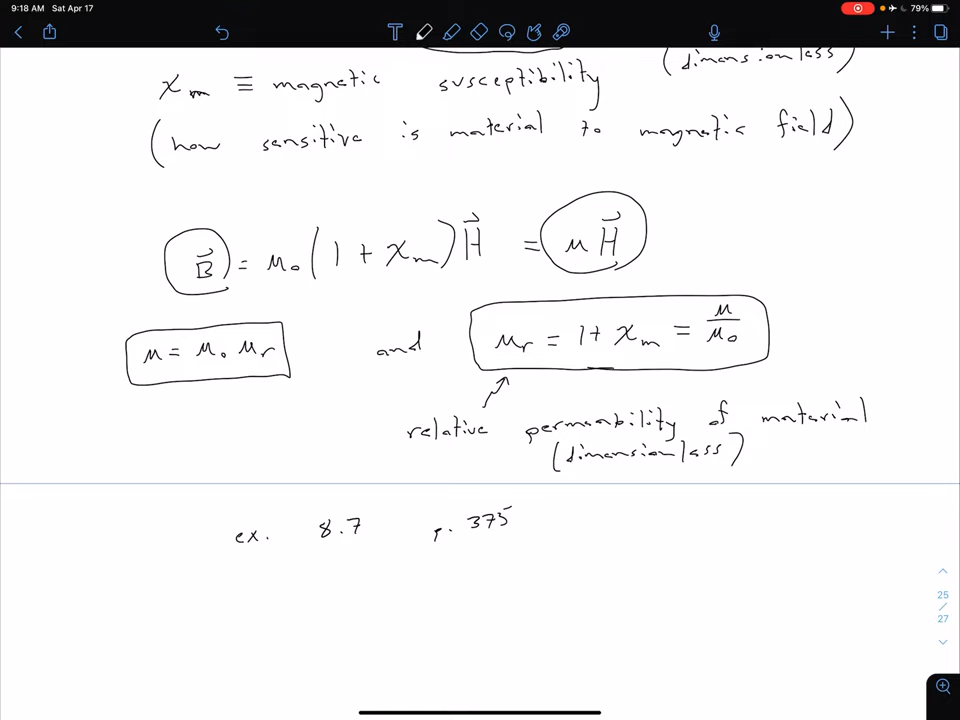 9:18 AM Sat Apr 17
79%
(dimensionless)
χm ≡ magnetic susceptibility
(how sensitive is material to magnetic field)
B⃗ = μ₀(1 + χm)H⃗ = μH⃗
μ = μ₀ μr and μr = 1 + χm = μ/μ₀
relative permeability of material
(dimensionless)
ex. 8.7 p. 375
25
/
27